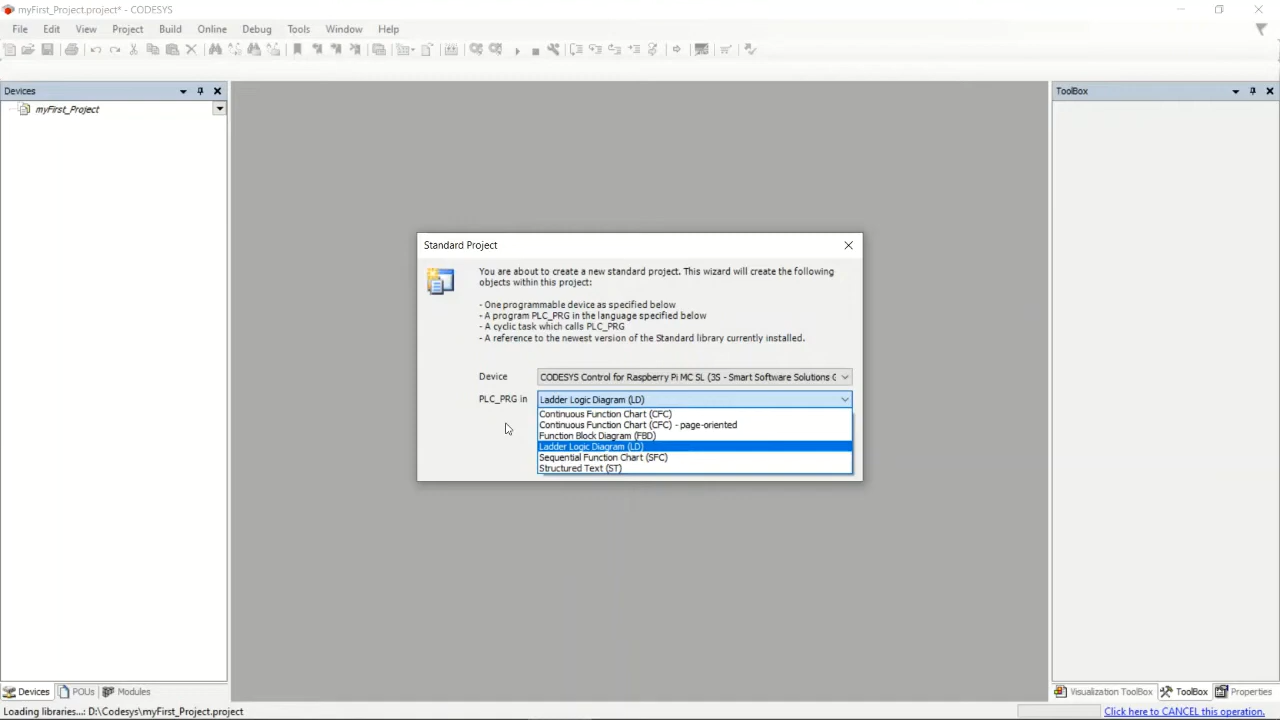 myFirst_Project.project* - CODESYS
File Edit View Project Build Online Debug Tools Window Help
Devices
ToolBox
myFirst_Project
Standard Project
You are about to create a new standard project. This wizard will create the following
objects within this project:
- One programmable device as specified below
- A program PLC_PRG in the language specified below
- A cyclic task which calls PLC_PRG
- A reference to the newest version of the Standard library currently installed.
Device
CODESYS Control for Raspberry Pi MC SL (3S - Smart Software Solutions G
PLC_PRG in
Ladder Logic Diagram (LD)
Continuous Function Chart (CFC)
Continuous Function Chart (CFC) - page-oriented
Function Block Diagram (FBD)
Ladder Logic Diagram (LD)
Sequential Function Chart (SFC)
Structured Text (ST)
Devices POUs Modules
Visualization ToolBox ToolBox Properties
Loading libraries...: D:\Codesys\myFirst_Project.project
Click here to CANCEL this operation.